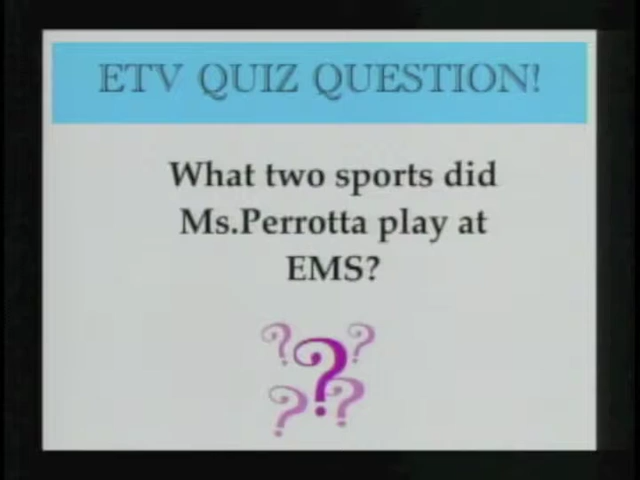 ETV QUIZ QUESTION!
What two sports did
Ms.Perrotta play at
EMS?